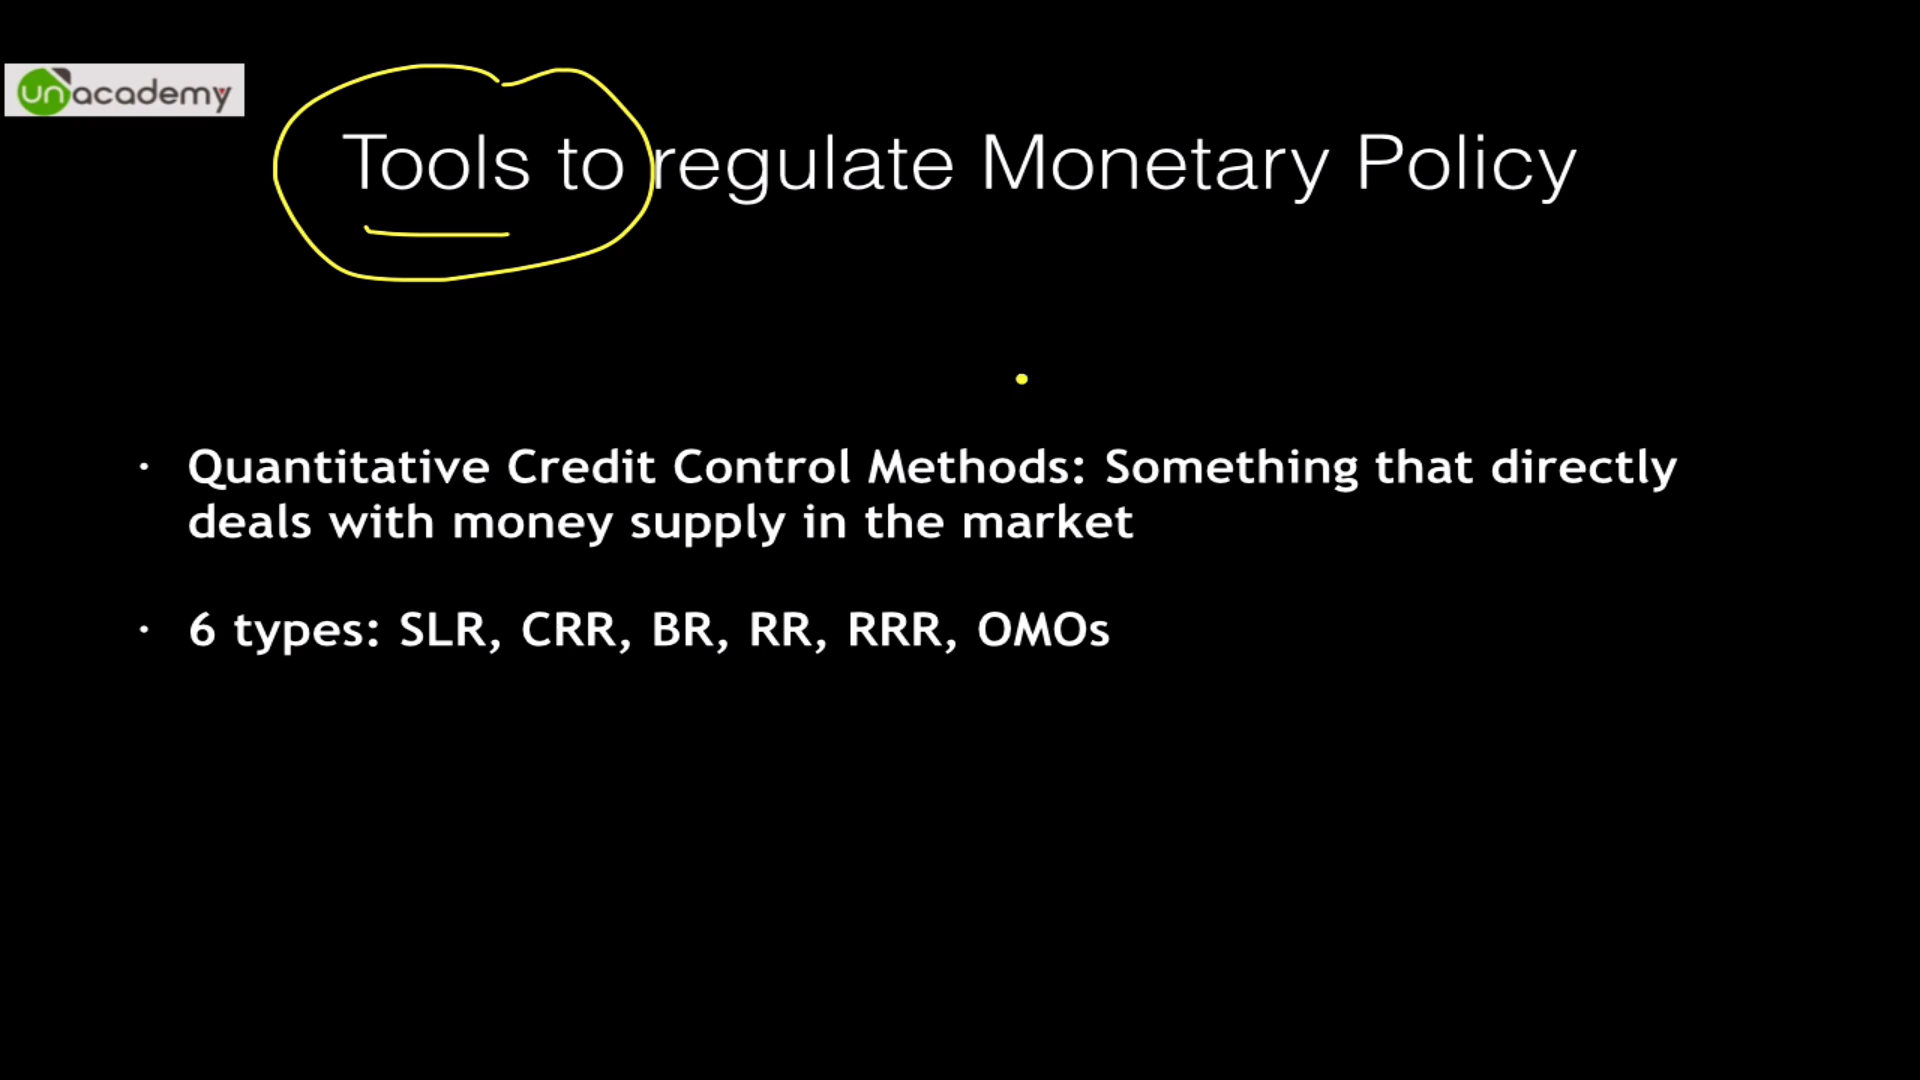 unacademy
Tools to regulate Monetary Policy
• Quantitative Credit Control Methods: Something that directly
deals with money supply in the market
• 6 types: SLR, CRR, BR, RR, RRR, OMOs